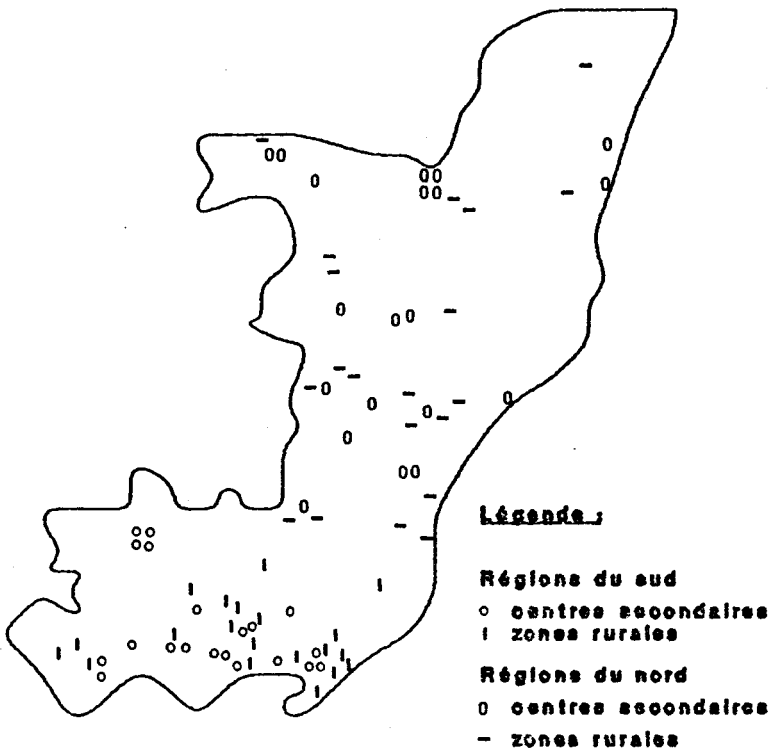 Légende :
Régions du sud
o centres secondaires
I zones rurales
Régions du nord
0 centres secondaires
- zones rurales